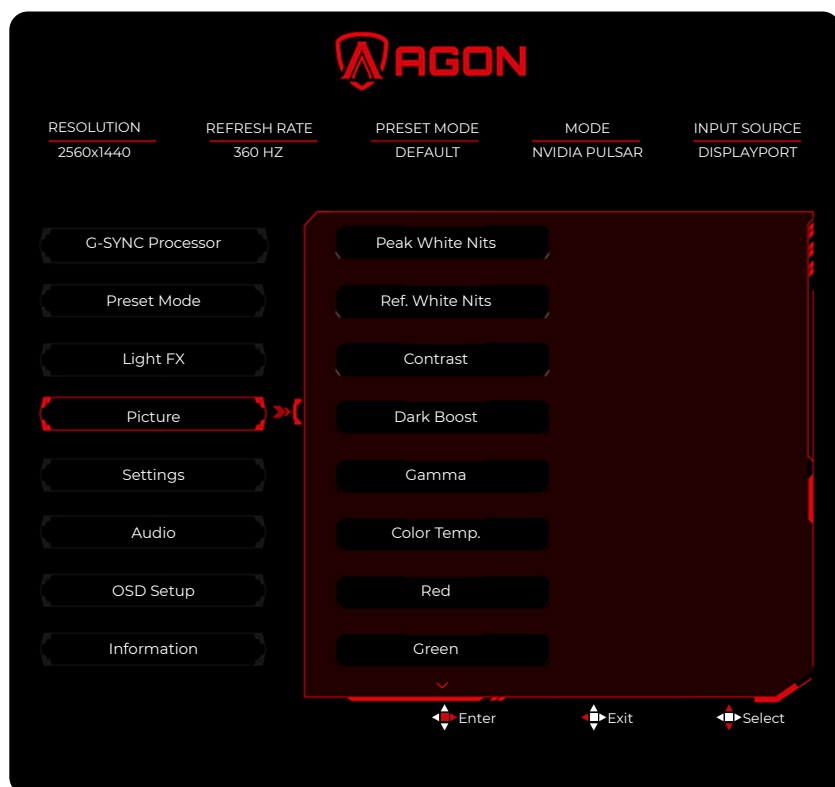 AGON
RESOLUTION REFRESH RATE PRESET MODE MODE INPUT SOURCE
2560x1440 360 HZ DEFAULT NVIDIA PULSAR DISPLAYPORT
G-SYNC Processor
Preset Mode
Light FX
Picture
Settings
Audio
OSD Setup
Information
Peak White Nits
Ref. White Nits
Contrast
Dark Boost
Gamma
Color Temp.
Red
Green
Enter Exit Select